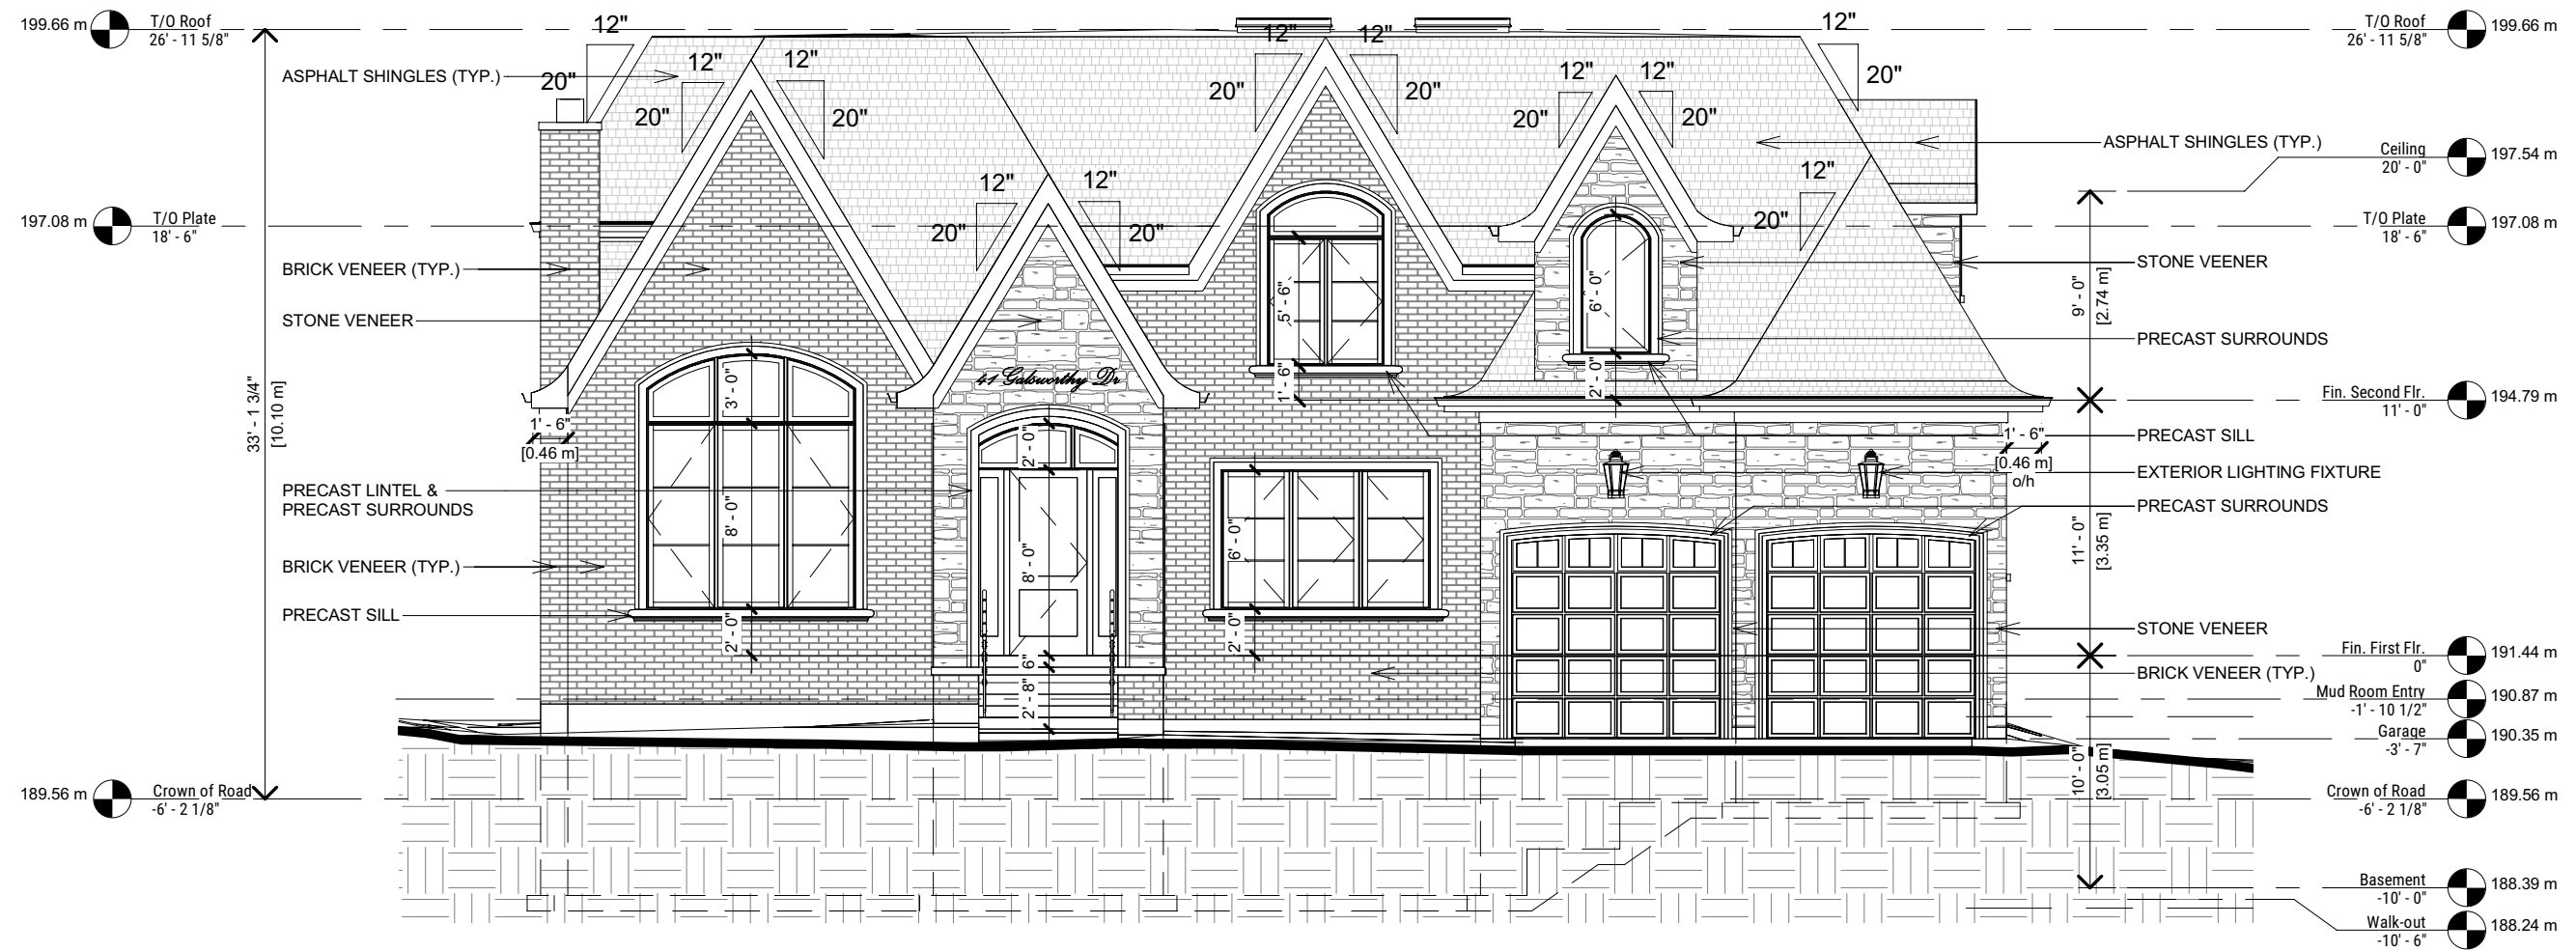 199.66 m
T/O Roof
26' - 11 5/8"
12"
12"
12"
12"
T/O Roof
26' - 11 5/8"
199.66 m
ASPHALT SHINGLES (TYP.)
20"
12"
12"
20"
20"
20"
20"
12"
12"
20"
20"
20"
ASPHALT SHINGLES (TYP.)
Ceiling
20' - 0"
197.54 m
12"
12"
12"
20"
20"
20"
197.08 m
T/O Plate
18' - 6"
T/O Plate
18' - 6"
197.08 m
BRICK VENEER (TYP.)
STONE VEENER
STONE VENEER
5' - 6"
6' - 0"
9' - 0"
[2.74 m]
PRECAST SURROUNDS
41 Galsworthy Dr
3' - 0"
1' - 6"
2' - 0"
Fin. Second Flr.
11' - 0"
194.79 m
33' - 1 3/4"
[10.10 m]
1' - 6"
[0.46 m]
2' - 0"
1' - 6"
[0.46 m]
o/h
PRECAST SILL
EXTERIOR LIGHTING FIXTURE
PRECAST LINTEL &
PRECAST SURROUNDS
PRECAST SURROUNDS
8' - 0"
8' - 0"
6' - 0"
11' - 0"
[3.35 m]
BRICK VENEER (TYP.)
PRECAST SILL
2' - 0"
2' - 0"
STONE VENEER
6"
2' - 8"
Fin. First Flr.
0"
191.44 m
BRICK VENEER (TYP.)
Mud Room Entry
-1' - 10 1/2"
190.87 m
Garage
-3' - 7"
190.35 m
10' - 0"
[3.05 m]
189.56 m
Crown of Road
-6' - 2 1/8"
Crown of Road
-6' - 2 1/8"
189.56 m
Basement
-10' - 0"
188.39 m
Walk-out
-10' - 6"
188.24 m